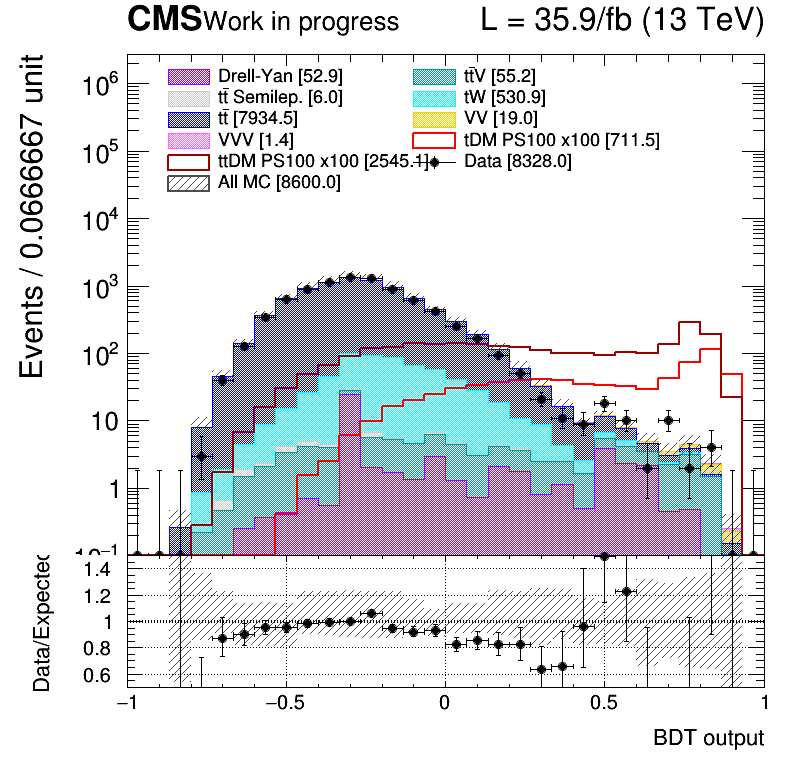 CMS Work in progress L = 35.9/fb (13 TeV)
Events / 0.0666667 unit
10⁶
10⁵
10⁴
10³
10²
10
1
10⁻¹
Drell-Yan [52.9]
tt̄V [55.2]
tt̄ Semilep. [6.0]
tW [530.9]
tt̄ [7934.5]
VV [19.0]
VVV [1.4]
tDM PS100 x100 [711.5]
ttDM PS100 x100 [2545.1]
Data [8328.0]
All MC [8600.0]
Data/Expected
1.4
1.2
1
0.8
0.6
−1 −0.5 0 0.5 1
BDT output